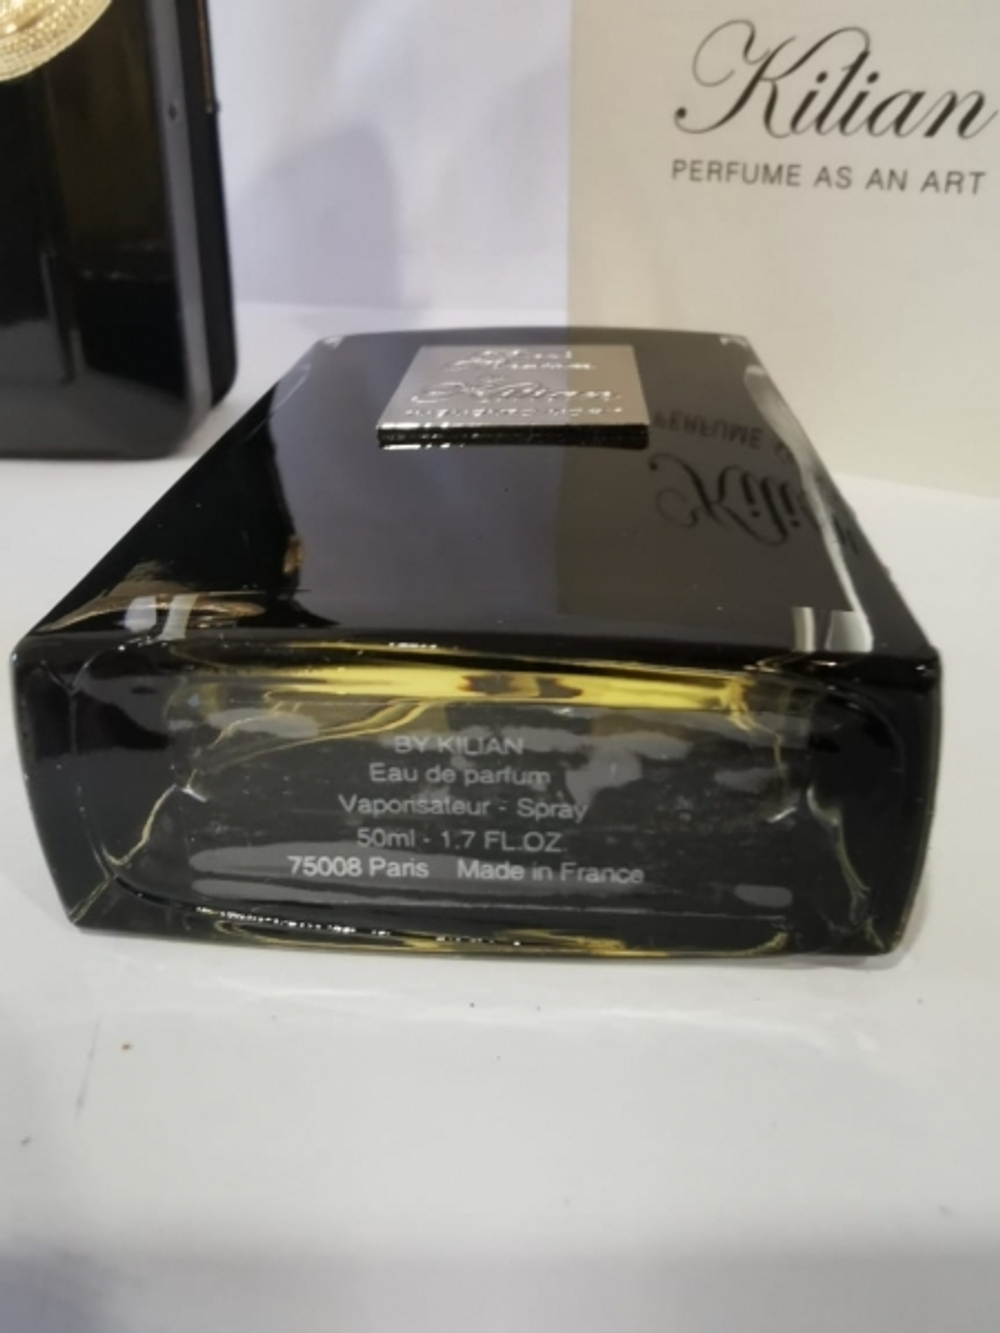 Kilian
PERFUME AS AN ART
Kilian
BY KILIAN
Eau de parfum
Vaporisateur - Spray
50ml - 1.7 FL.OZ.
75008 Paris Made in France